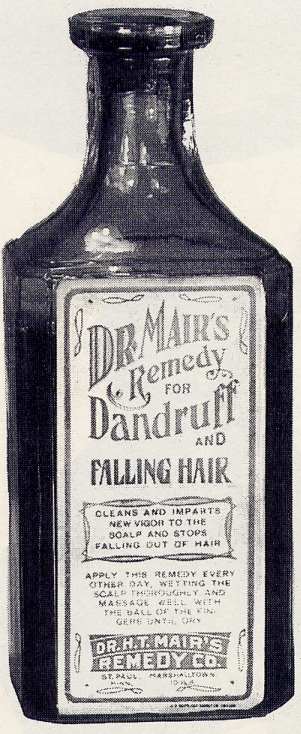 DR. MAIR'S
Remedy
FOR
Dandruff
AND
FALLING HAIR
CLEANS AND IMPARTS
NEW VIGOR TO THE
SCALP AND STOPS
FALLING OUT OF HAIR
APPLY THIS REMEDY EVERY
OTHER DAY, WETTING THE
SCALP THOROUGHLY AND
MASSAGE WELL WITH
THE BALL OF THE FIN-
GERS UNTIL DRY
DR. H.T. MAIR'S
REMEDY CO.
ST. PAUL, MARSHALLTOWN,
MINN. IOWA